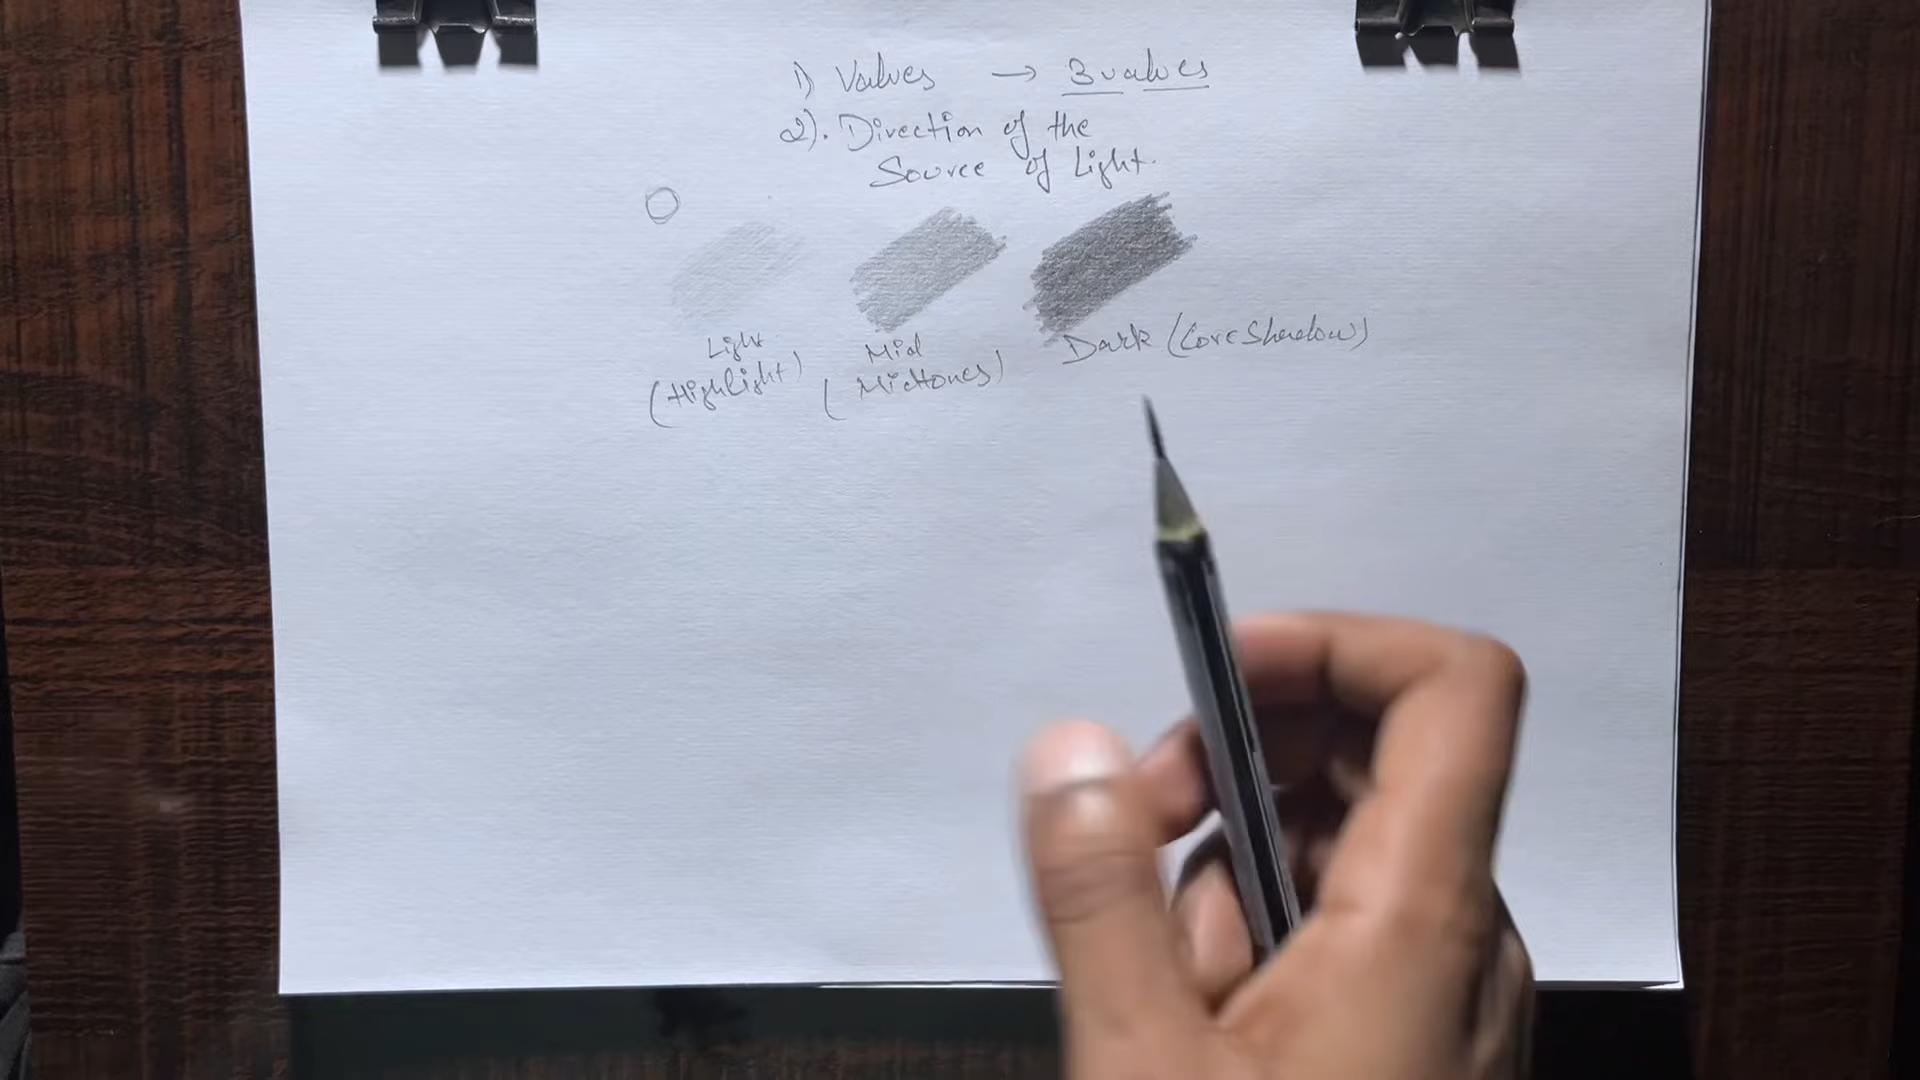 1) Values → 3 values
2). Direction of the
Source of Light.
Light
(Highlight)
Mid
(Midtones)
Dark (Core Shadow)